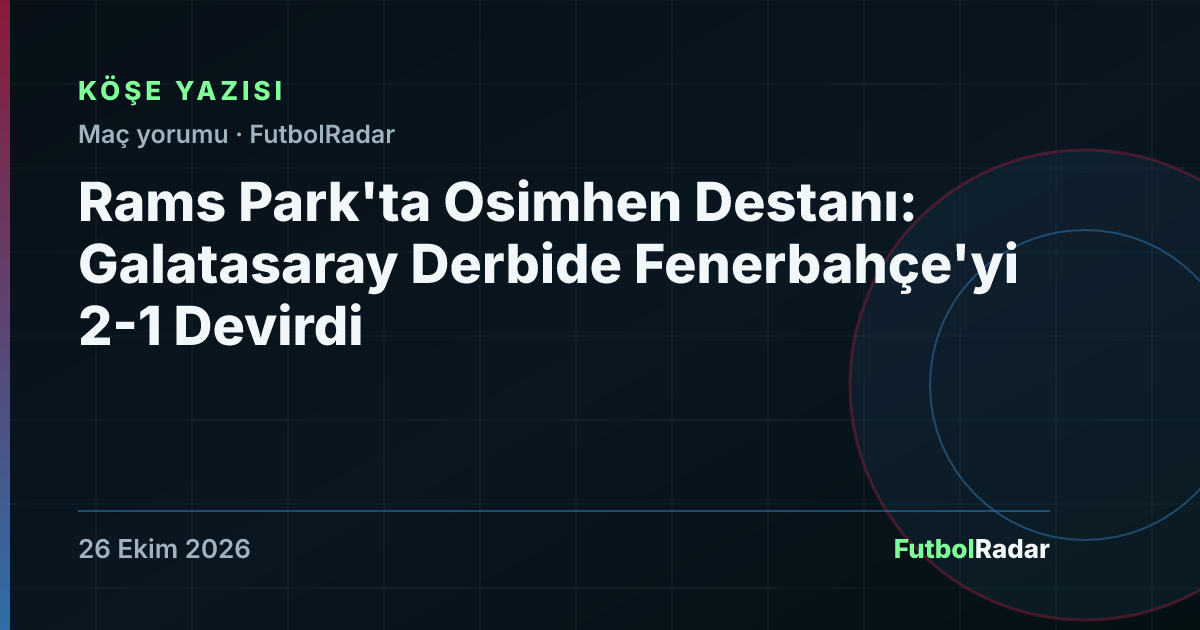 KÖŞE YAZISI
Maç yorumu · FutbolRadar
Rams Park'ta Osimhen Destanı:
Galatasaray Derbide Fenerbahçe'yi
2-1 Devirdi
26 Ekim 2026
FutbolRadar